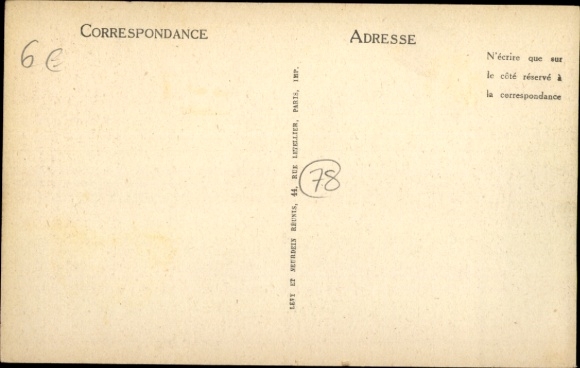 CORRESPONDANCE
ADRESSE
6 €
N'écrire que sur
le côté réservé à
la correspondance
LEVY ET NEURDEIN RÉUNIS, 44, RUE LETELLIER, PARIS, IMP.
78